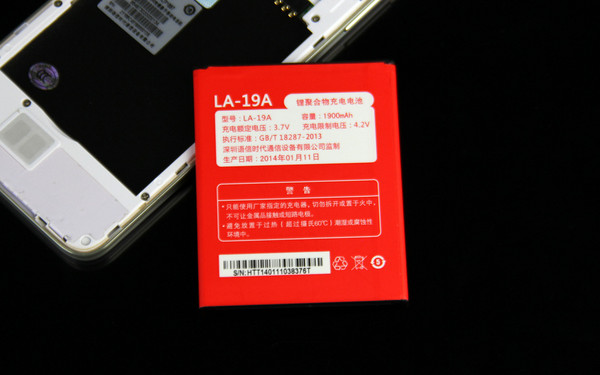 LA-19A
锂聚合物充电电池
型号：LA-19A 容量：1900mAh
充电额定电压：3.7V 充电限制电压：4.2V
执行标准：GB/T 18287-2013
深圳语信时代通信设备有限公司监制
生产日期：2014年01月11日
警 告
• 只能使用厂家指定的充电器、切勿拆开或置于火中，
不可让金属品接触或短路电极。
• 避免放置于过热（超过摄氏60℃）潮湿或腐蚀性
环境中。
S/N:HTT140111038376T